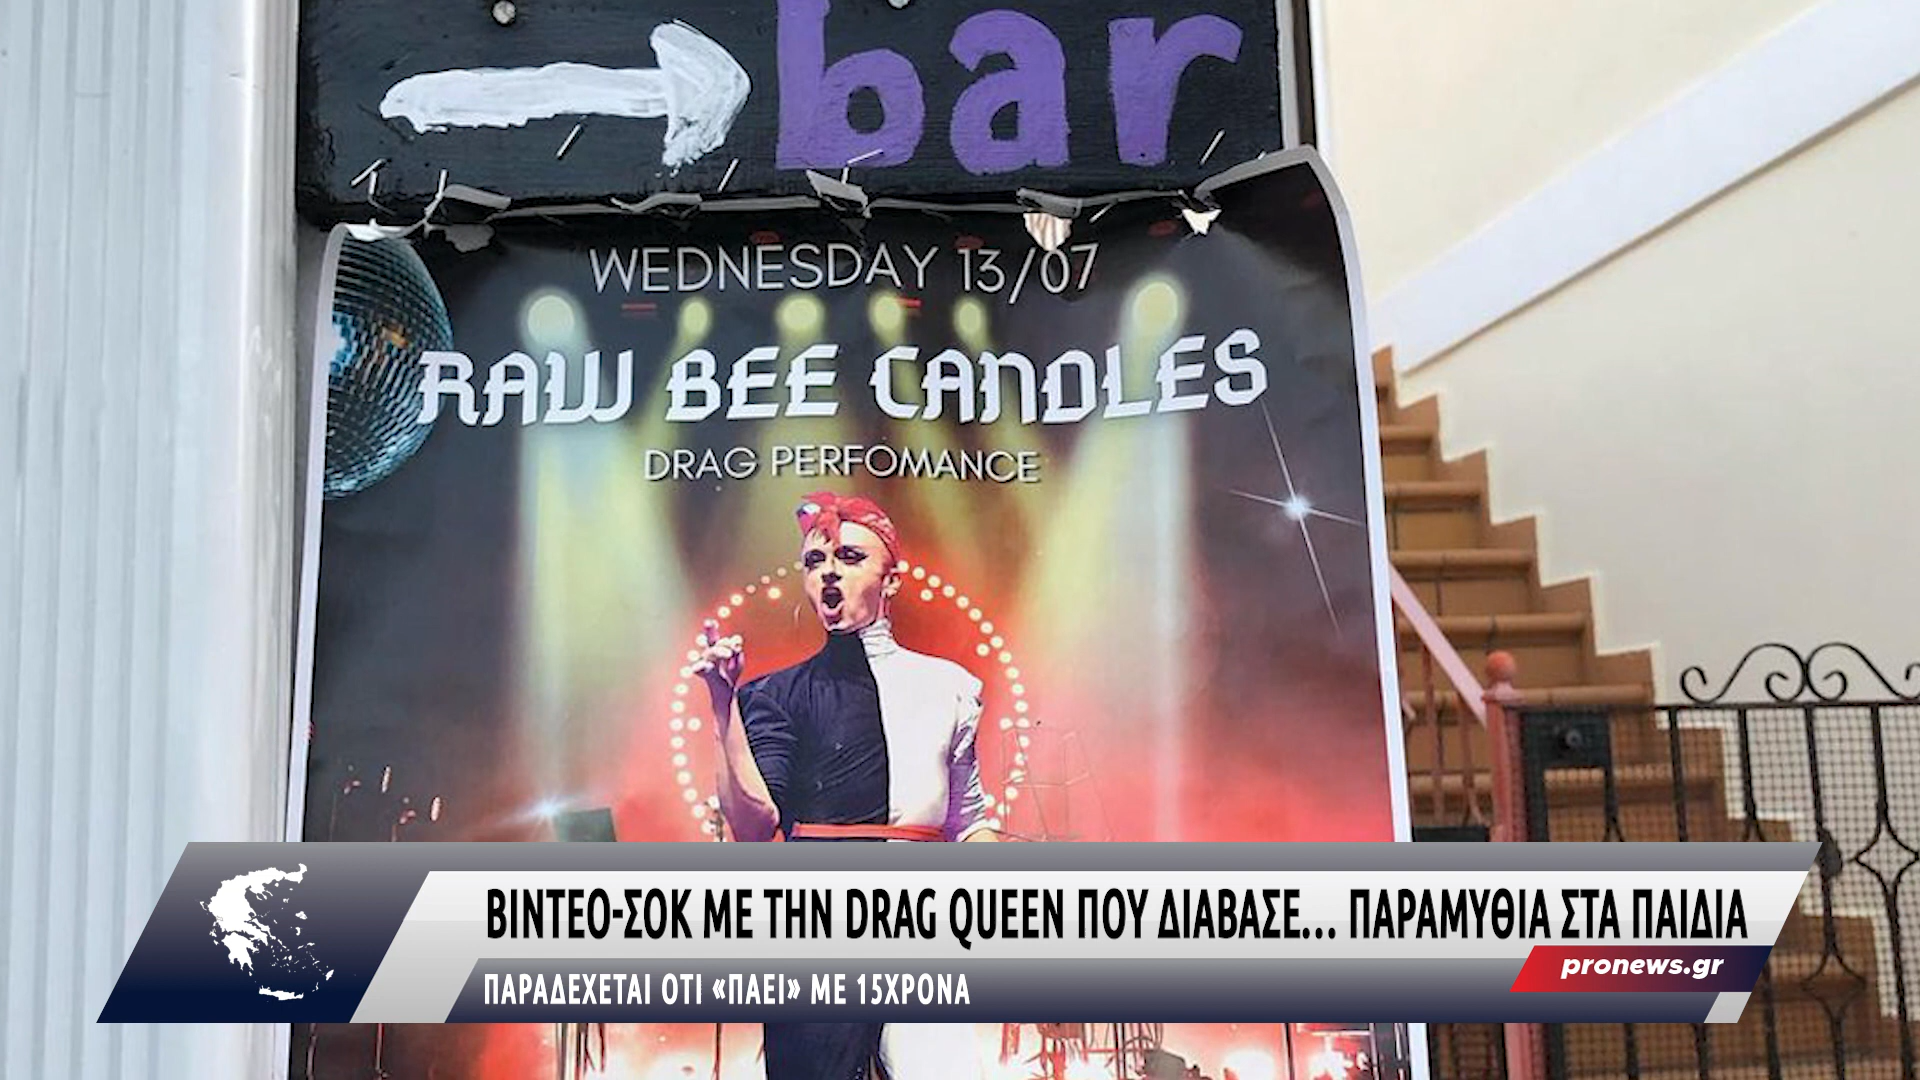 bar
WEDNESDAY 13/07
RAW BEE CANDLES
DRAG PERFOMANCE
ΒΙΝΤΕΟ-ΣΟΚ ΜΕ ΤΗΝ DRAG QUEEN ΠΟΥ ΔΙΑΒΑΣΕ... ΠΑΡΑΜΥΘΙΑ ΣΤΑ ΠΑΙΔΙΑ
pronews.gr
ΠΑΡΑΔΕΧΕΤΑΙ ΟΤΙ «ΠΑΕΙ» ΜΕ 15ΧΡΟΝΑ